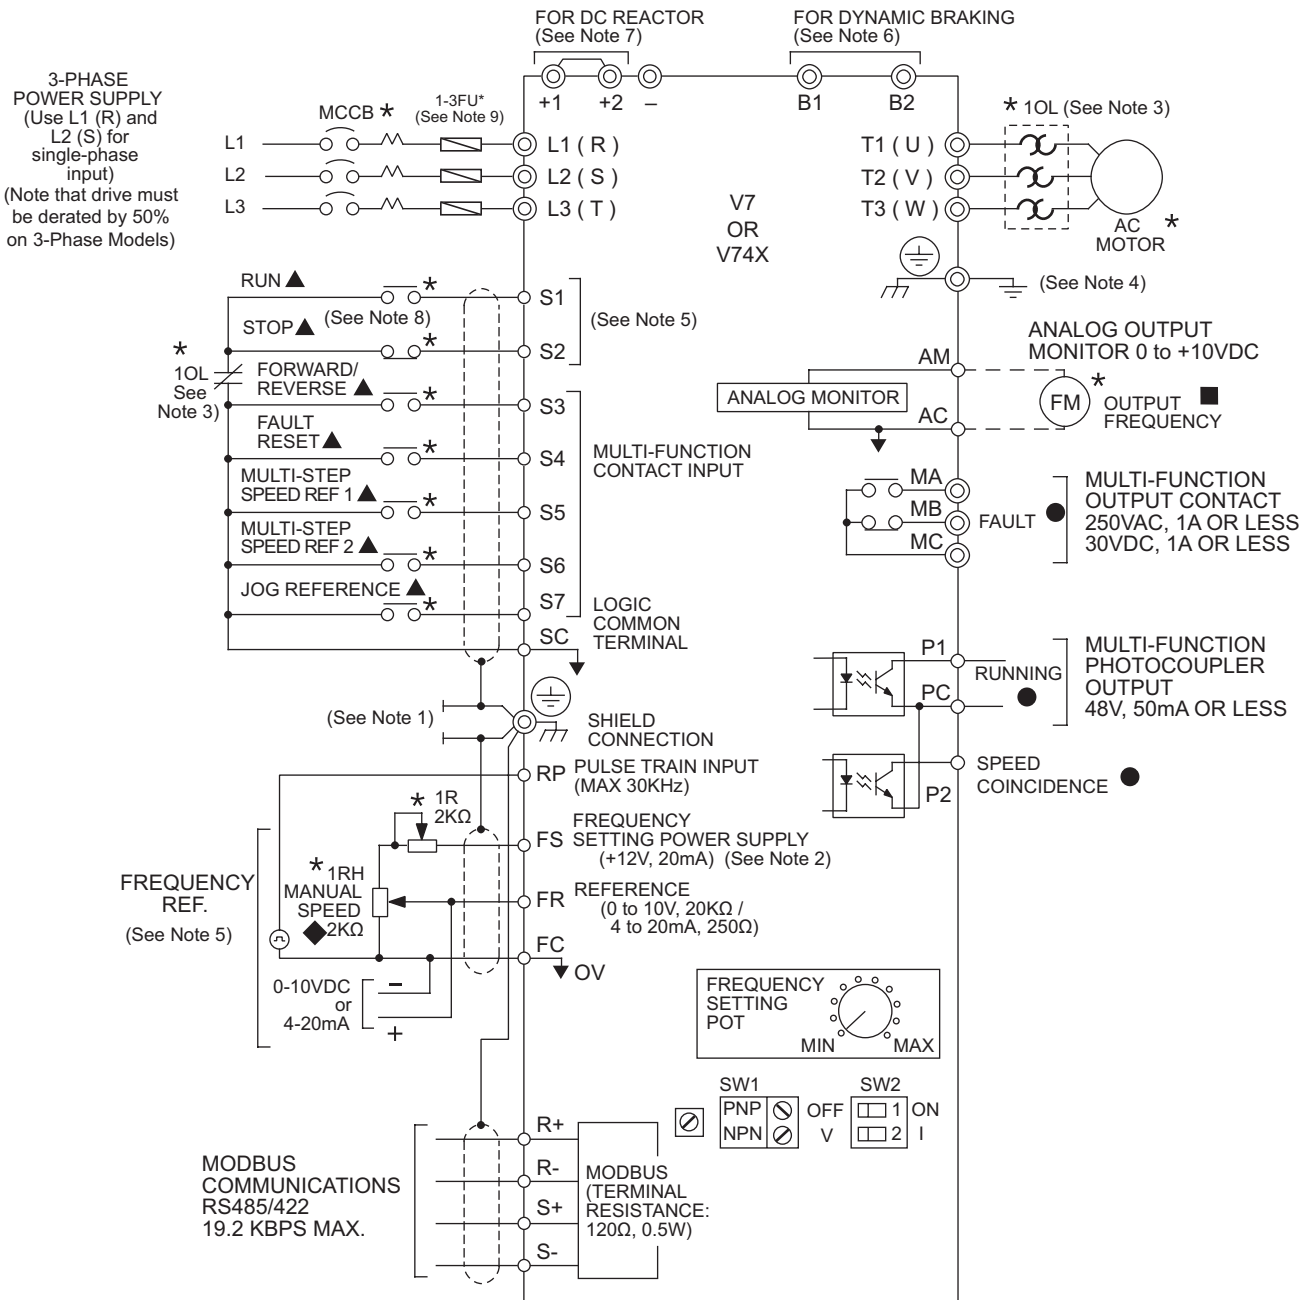 FOR DC REACTOR
(See Note 7)
FOR DYNAMIC BRAKING
(See Note 6)
3-PHASE
POWER SUPPLY
(Use L1 (R) and
L2 (S) for
single-phase
input)
(Note that drive must
be derated by 50%
on 3-Phase Models)
MCCB *
1-3FU*
(See Note 9)
+1
+2
–
B1
B2
* 1OL (See Note 3)
L1
L2
L3
L1 ( R )
L2 ( S )
L3 ( T )
V7
OR
V74X
T1 ( U )
T2 ( V )
T3 ( W )
AC
MOTOR *
(See Note 4)
RUN ▲
*
(See Note 8)
S1
STOP ▲
*
S2
(See Note 5)
*
1OL
See
Note 3)
FORWARD/
REVERSE ▲
*
S3
FAULT
RESET ▲
*
S4
MULTI-FUNCTION
CONTACT INPUT
MULTI-STEP
SPEED REF 1 ▲
*
S5
MULTI-STEP
SPEED REF 2 ▲
*
S6
JOG REFERENCE ▲
*
S7
SC
LOGIC
COMMON
TERMINAL
ANALOG OUTPUT
MONITOR 0 to +10VDC
AM
ANALOG MONITOR
AC
FM
*
OUTPUT ■
FREQUENCY
MA
MB
MC
FAULT ●
MULTI-FUNCTION
OUTPUT CONTACT
250VAC, 1A OR LESS
30VDC, 1A OR LESS
P1
PC
RUNNING
●
MULTI-FUNCTION
PHOTOCOUPLER
OUTPUT
48V, 50mA OR LESS
P2
SPEED
COINCIDENCE ●
(See Note 1)
SHIELD
CONNECTION
RP
PULSE TRAIN INPUT
(MAX 30KHz)
* 1R
2KΩ
FS
FREQUENCY
SETTING POWER SUPPLY
(+12V, 20mA) (See Note 2)
FREQUENCY
REF.
(See Note 5)
* 1RH
MANUAL
SPEED
◆ 2KΩ
FR
REFERENCE
(0 to 10V, 20KΩ /
4 to 20mA, 250Ω)
FC
OV
0-10VDC
or
4-20mA
–
+
FREQUENCY
SETTING
POT
MIN
MAX
SW1
PNP
NPN
SW2
OFF
1
ON
V
2
I
MODBUS
COMMUNICATIONS
RS485/422
19.2 KBPS MAX.
R+
R-
S+
S-
MODBUS
(TERMINAL
RESISTANCE:
120Ω, 0.5W)